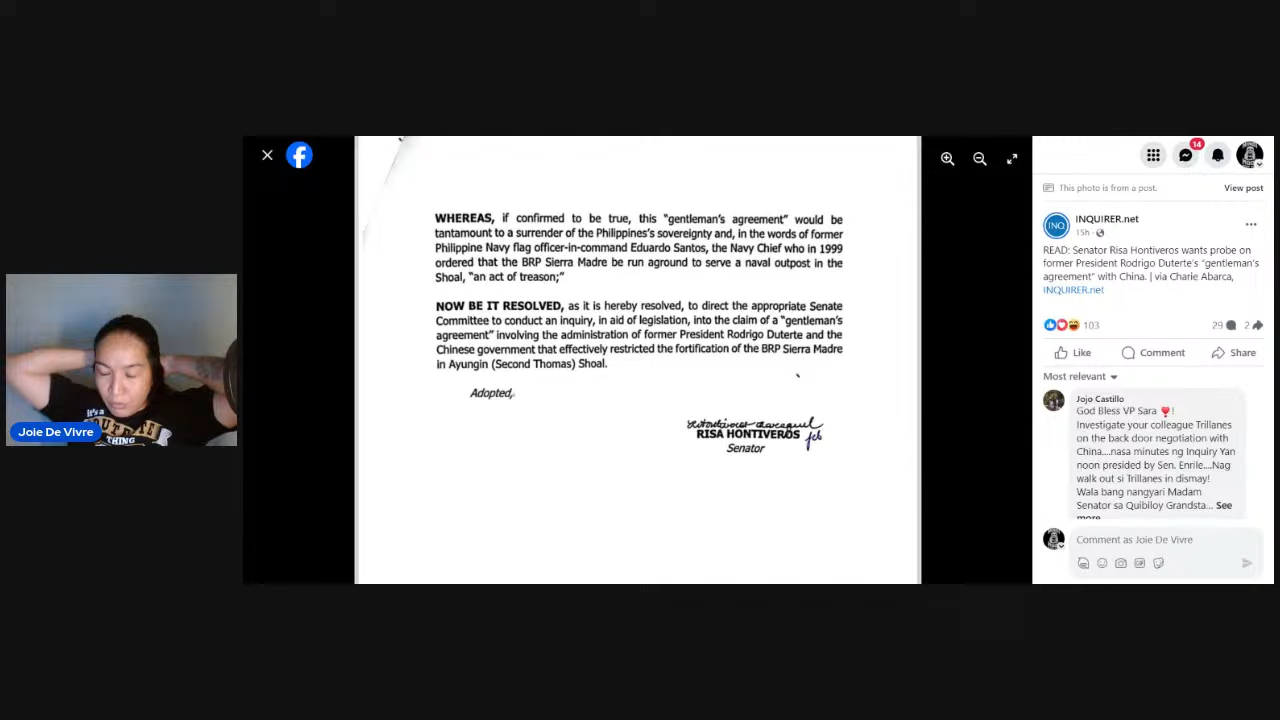 WHEREAS, if confirmed to be true, this "gentleman's agreement" would be
tantamount to a surrender of the Philippines's sovereignty and, in the words of former
Philippine Navy flag officer-in-command Eduardo Santos, the Navy Chief who in 1999
ordered that the BRP Sierra Madre be run aground to serve a naval outpost in the
Shoal, "an act of treason;"
NOW BE IT RESOLVED, as it is hereby resolved, to direct the appropriate Senate
Committee to conduct an inquiry, in aid of legislation, into the claim of a "gentleman's
agreement" involving the administration of former President Rodrigo Duterte and the
Chinese government that effectively restricted the fortification of the BRP Sierra Madre
in Ayungin (Second Thomas) Shoal.
Adopted,
RISA HONTIVEROS
Senator
it's a
THING
Joie De Vivre
14
This photo is from a post.
View post
INQ
INQUIRER.net
15h
READ: Senator Risa Hontiveros wants probe on
former President Rodrigo Duterte's "gentleman's
agreement" with China. | via Charie Abarca,
INQUIRER.net
103
29
2
Like
Comment
Share
Most relevant
Jojo Castillo
God Bless VP Sara ❣️!
Investigate your colleague Trillanes
on the back door negotiation with
China....nasa minutes ng Inquiry Yan
noon presided by Sen. Enrile....Nag
walk out si Trillanes in dismay!
Wala bang nangyari Madam
Senator sa Quibiloy Grandsta... See
more
Comment as Joie De Vivre
GIF